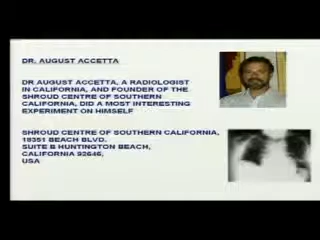 DR. AUGUST ACCETTA
DR AUGUST ACCETTA, A RADIOLOGIST
IN CALIFORNIA, AND FOUNDER OF THE
SHROUD CENTRE OF SOUTHERN
CALIFORNIA, DID A MOST INTERESTING
EXPERIMENT ON HIMSELF
SHROUD CENTRE OF SOUTHERN CALIFORNIA,
19351 BEACH BLVD.
SUITE B HUNTINGTON BEACH,
CALIFORNIA 92646,
USA